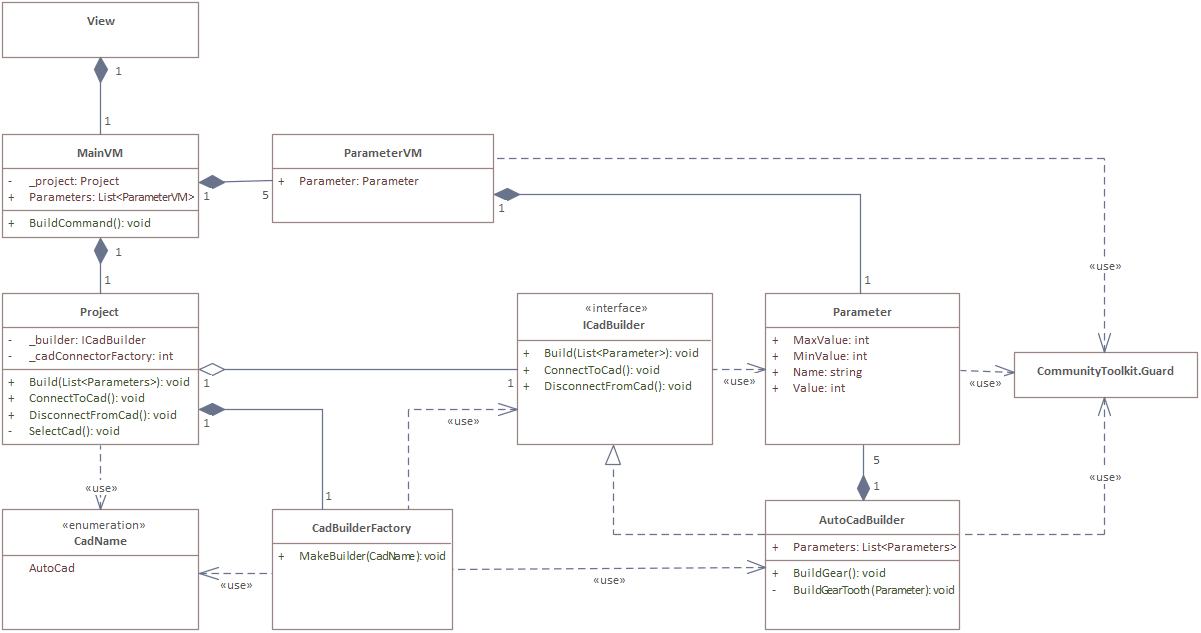 View
1
1
MainVM
- _project: Project
+ Parameters: List<ParameterVM>
+ BuildCommand(): void
1
5
ParameterVM
+ Parameter: Parameter
1
1
«use»
1
1
Project
- _builder: ICadBuilder
- _cadConnectorFactory: int
+ Build(List<Parameters>): void
+ ConnectToCad(): void
+ DisconnectFromCad(): void
- SelectCad(): void
1
1
1
1
«interface»
ICadBuilder
+ Build(List<Parameter>): void
+ ConnectToCad(): void
+ DisconnectFromCad(): void
«use»
Parameter
+ MaxValue: int
+ MinValue: int
+ Name: string
+ Value: int
«use»
CommunityToolkit.Guard
«use»
«use»
«use»
5
1
«enumeration»
CadName
AutoCad
«use»
CadBuilderFactory
+ MakeBuilder(CadName): void
«use»
AutoCadBuilder
+ Parameters: List<Parameters>
+ BuildGear(): void
- BuildGearTooth(Parameter): void